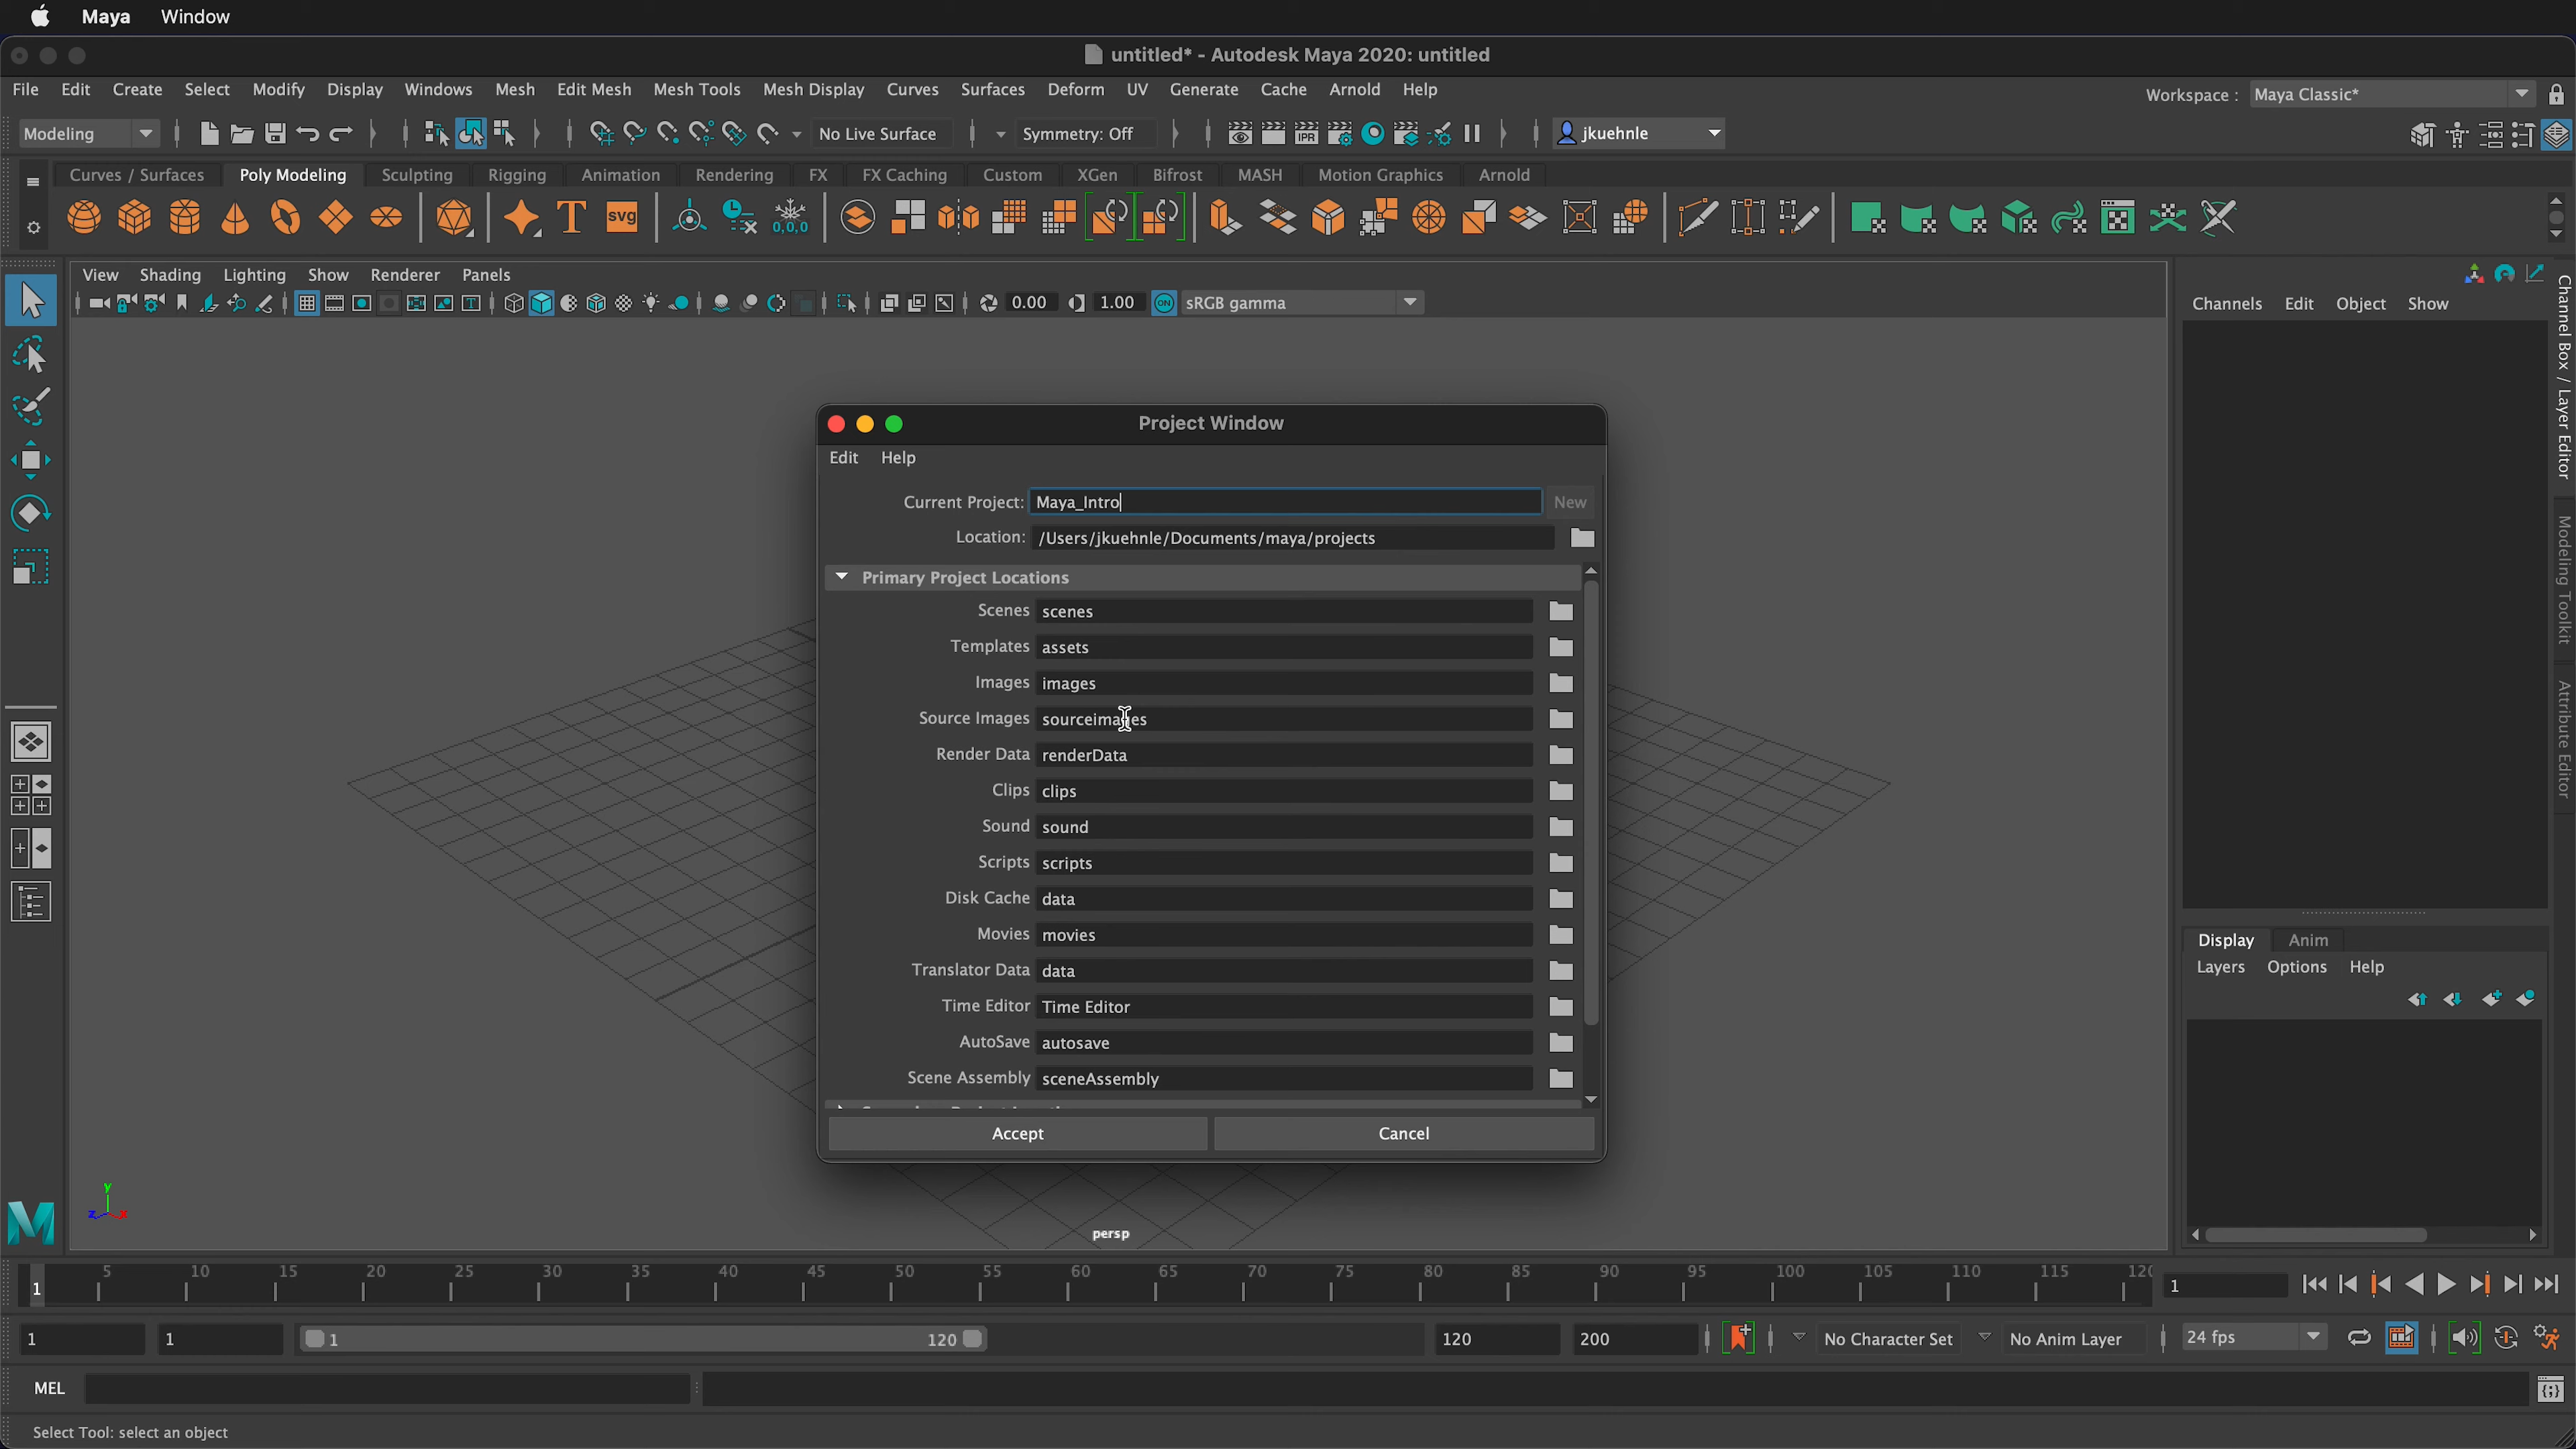 Maya Window
untitled* - Autodesk Maya 2020: untitled
File Edit Create Select Modify Display Windows Mesh Edit Mesh Mesh Tools Mesh Display Curves Surfaces Deform UV Generate Cache Arnold Help Workspace : Maya Classic*
Modeling No Live Surface Symmetry: Off IPR jkuehnle
Curves / Surfaces Poly Modeling Sculpting Rigging Animation Rendering FX FX Caching Custom XGen Bifrost MASH Motion Graphics Arnold
T svg 0,0,0
View Shading Lighting Show Renderer Panels
0.00 1.00 ON sRGB gamma
Channels Edit Object Show
Channel Box / Layer Editor
Modeling Toolkit
Attribute Editor
Project Window
Edit Help
Current Project: Maya_Intro New
Location: /Users/jkuehnle/Documents/maya/projects
Primary Project Locations
Scenes scenes
Templates assets
Images images
Source Images sourceimages
Render Data renderData
Clips clips
Sound sound
Scripts scripts
Disk Cache data
Movies movies
Translator Data data
Time Editor Time Editor
AutoSave autosave
Scene Assembly sceneAssembly
Accept Cancel
Display Anim
Layers Options Help
y
z x
M
persp
1 5 10 15 20 25 30 35 40 45 50 55 60 65 70 75 80 85 90 95 100 105 110 115 120 1
1 1 1 120 120 200 No Character Set No Anim Layer 24 fps
MEL
Select Tool: select an object